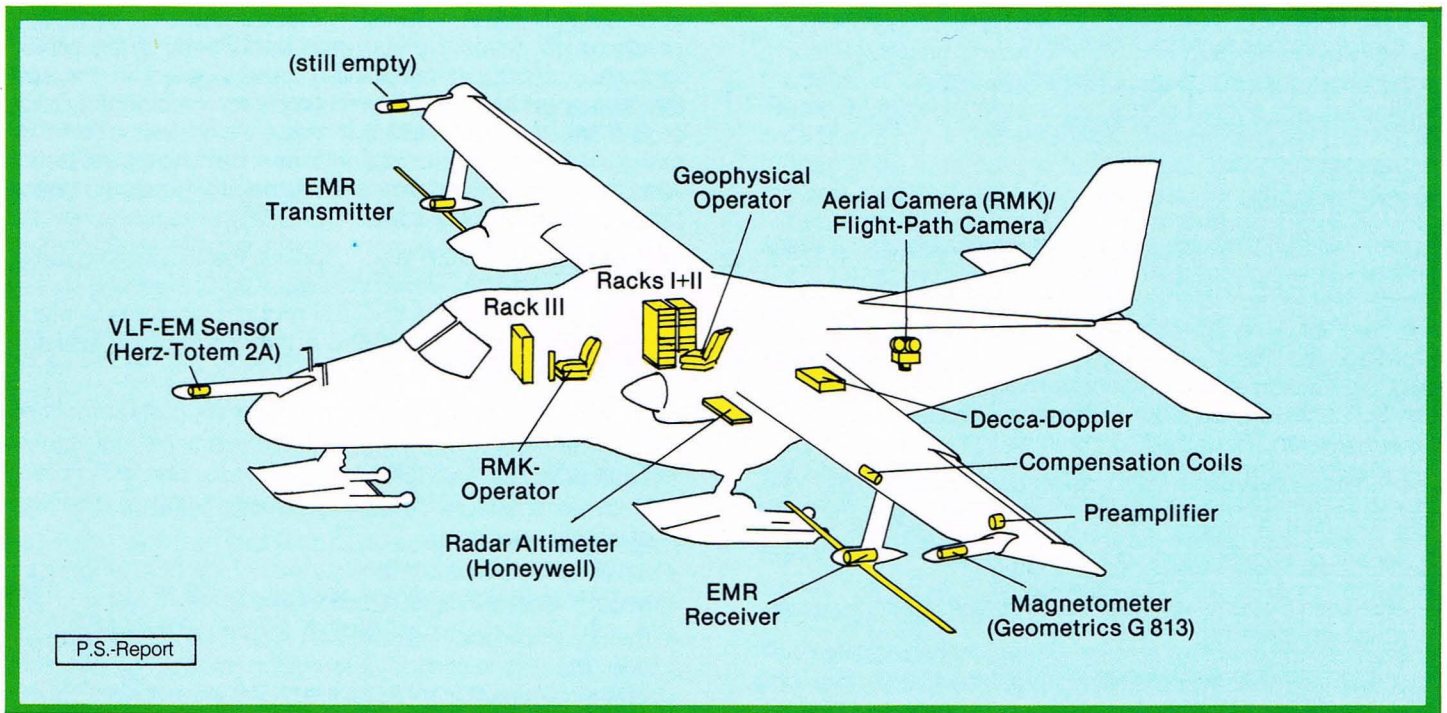 (still empty)
EMR
Transmitter
Geophysical
Operator
Aerial Camera (RMK)/
Flight-Path Camera
Racks I+II
Rack III
VLF-EM Sensor
(Herz-Totem 2A)
Decca-Doppler
Compensation Coils
RMK-
Operator
Preamplifier
Radar Altimeter
(Honeywell)
EMR
Receiver
Magnetometer
(Geometrics G 813)
P.S.-Report